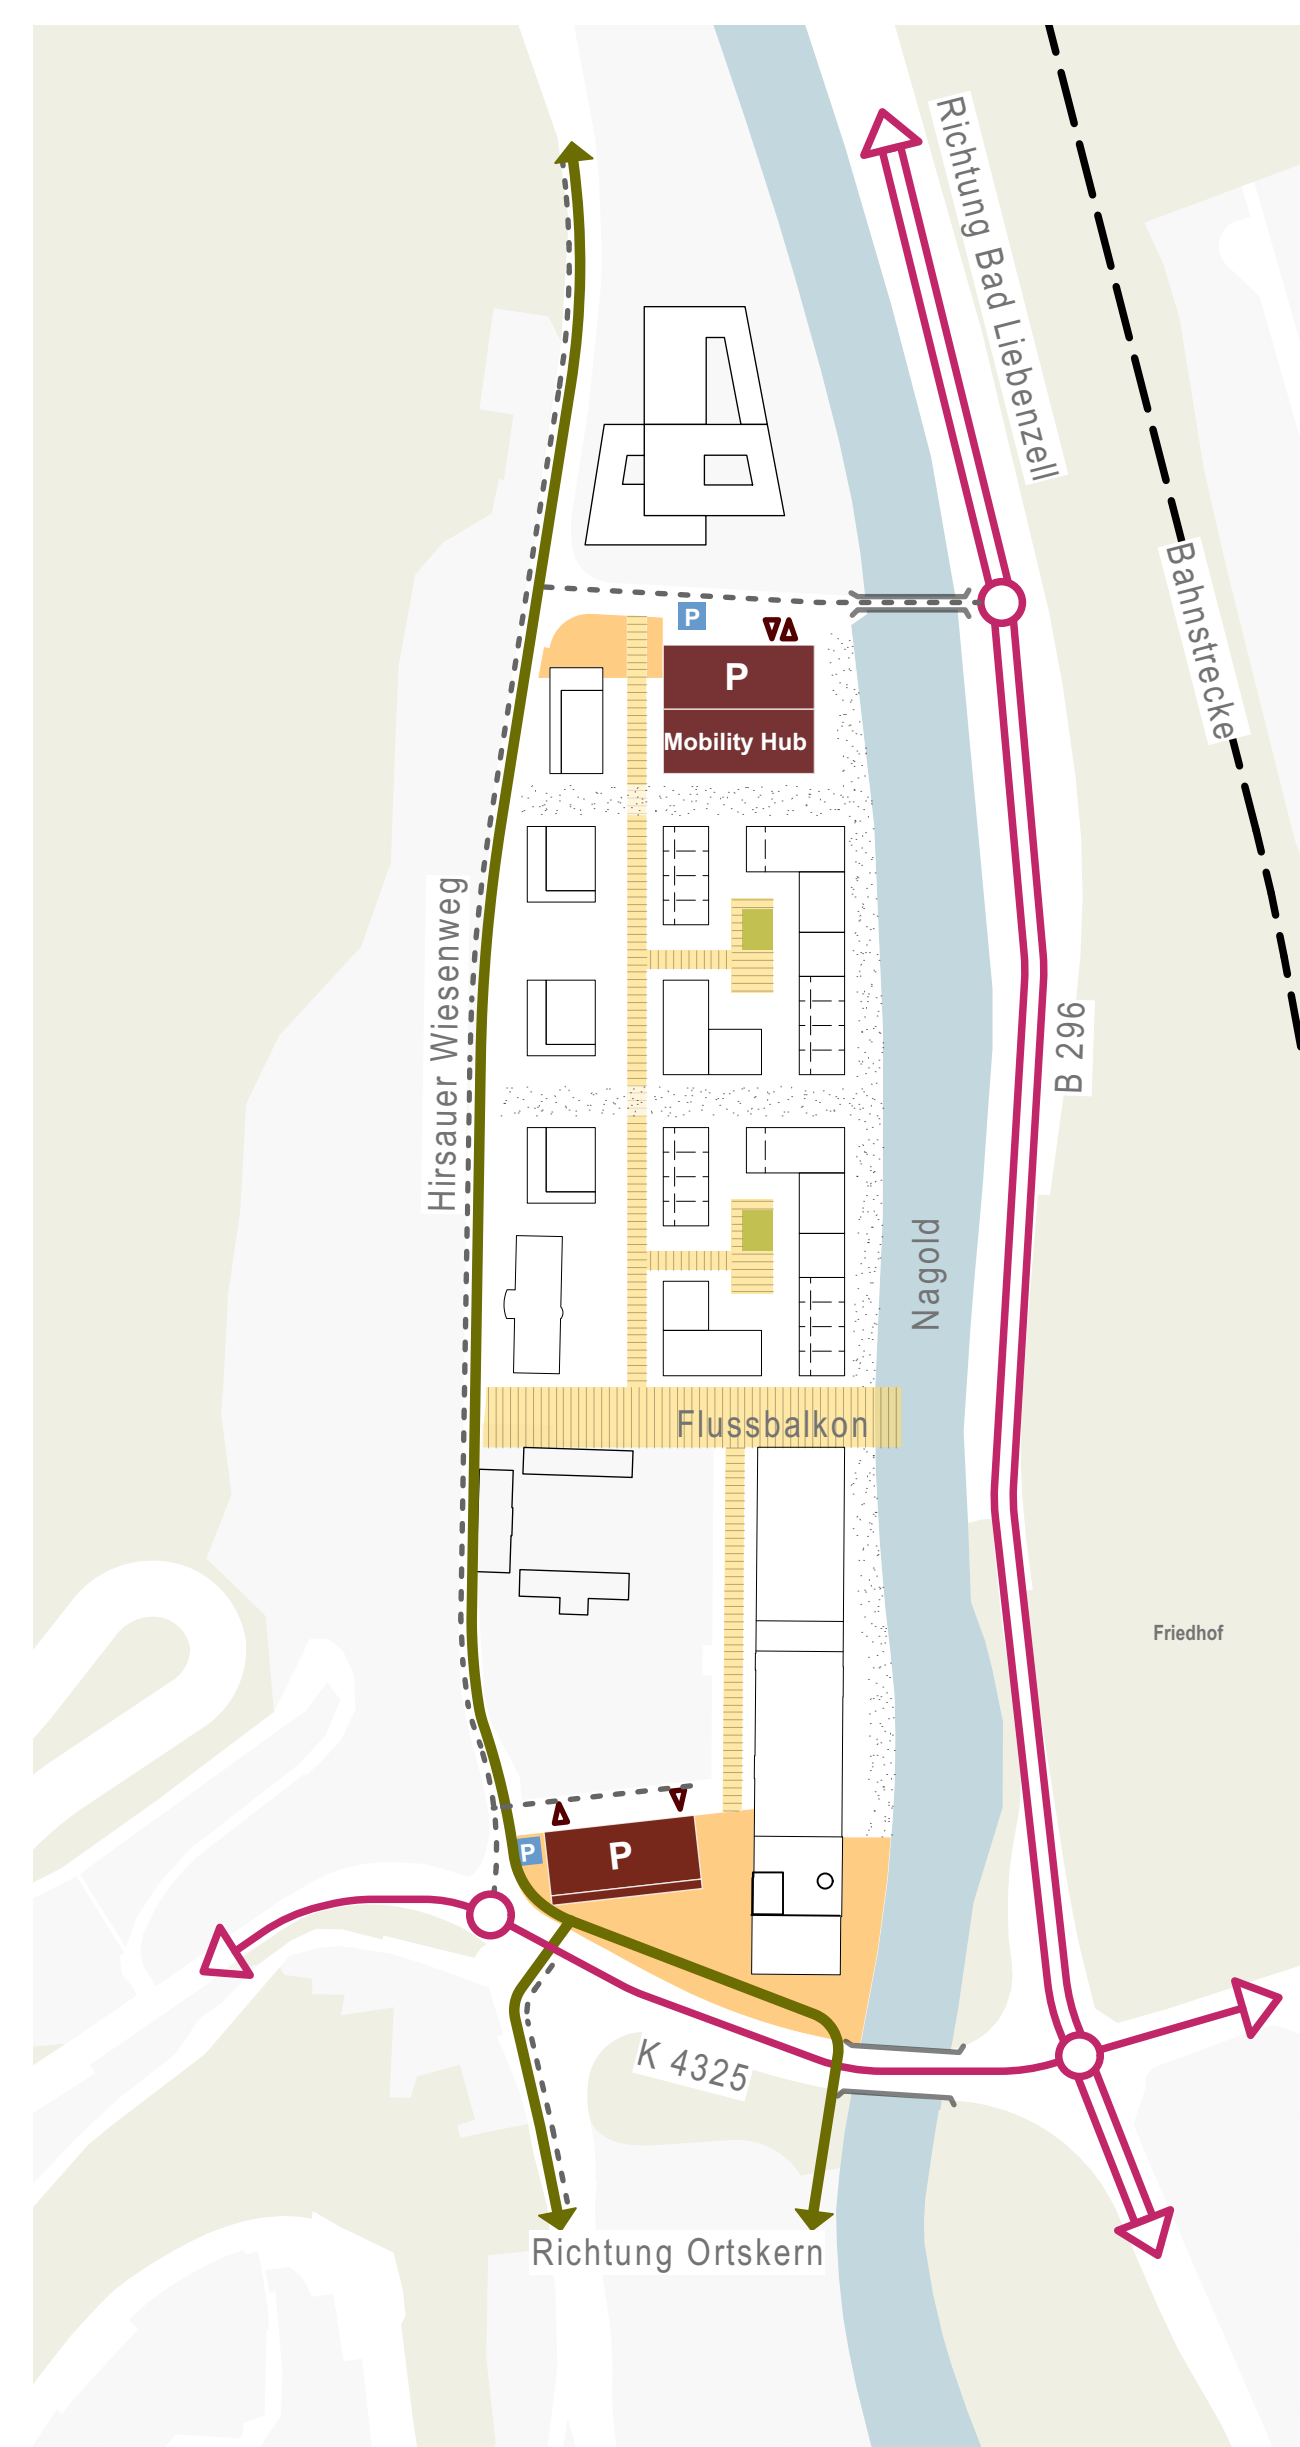 Richtung Bad Liebenzell
Bahnstrecke
P
P
Mobility Hub
Hirsauer Wiesenweg
B 296
Nagold
Flussbalkon
Friedhof
P
P
K 4325
Richtung Ortskern